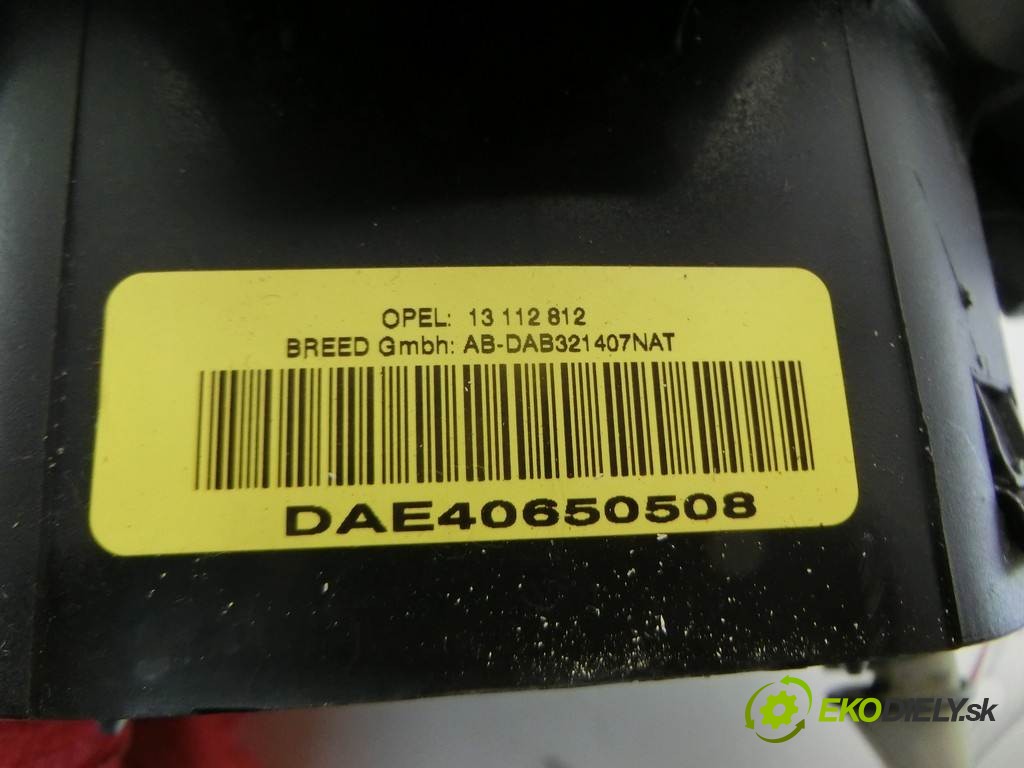 OPEL: 13 112 812
BREED Gmbh: AB-DAB321407NAT
DAE40650508
EKODIELY.sk